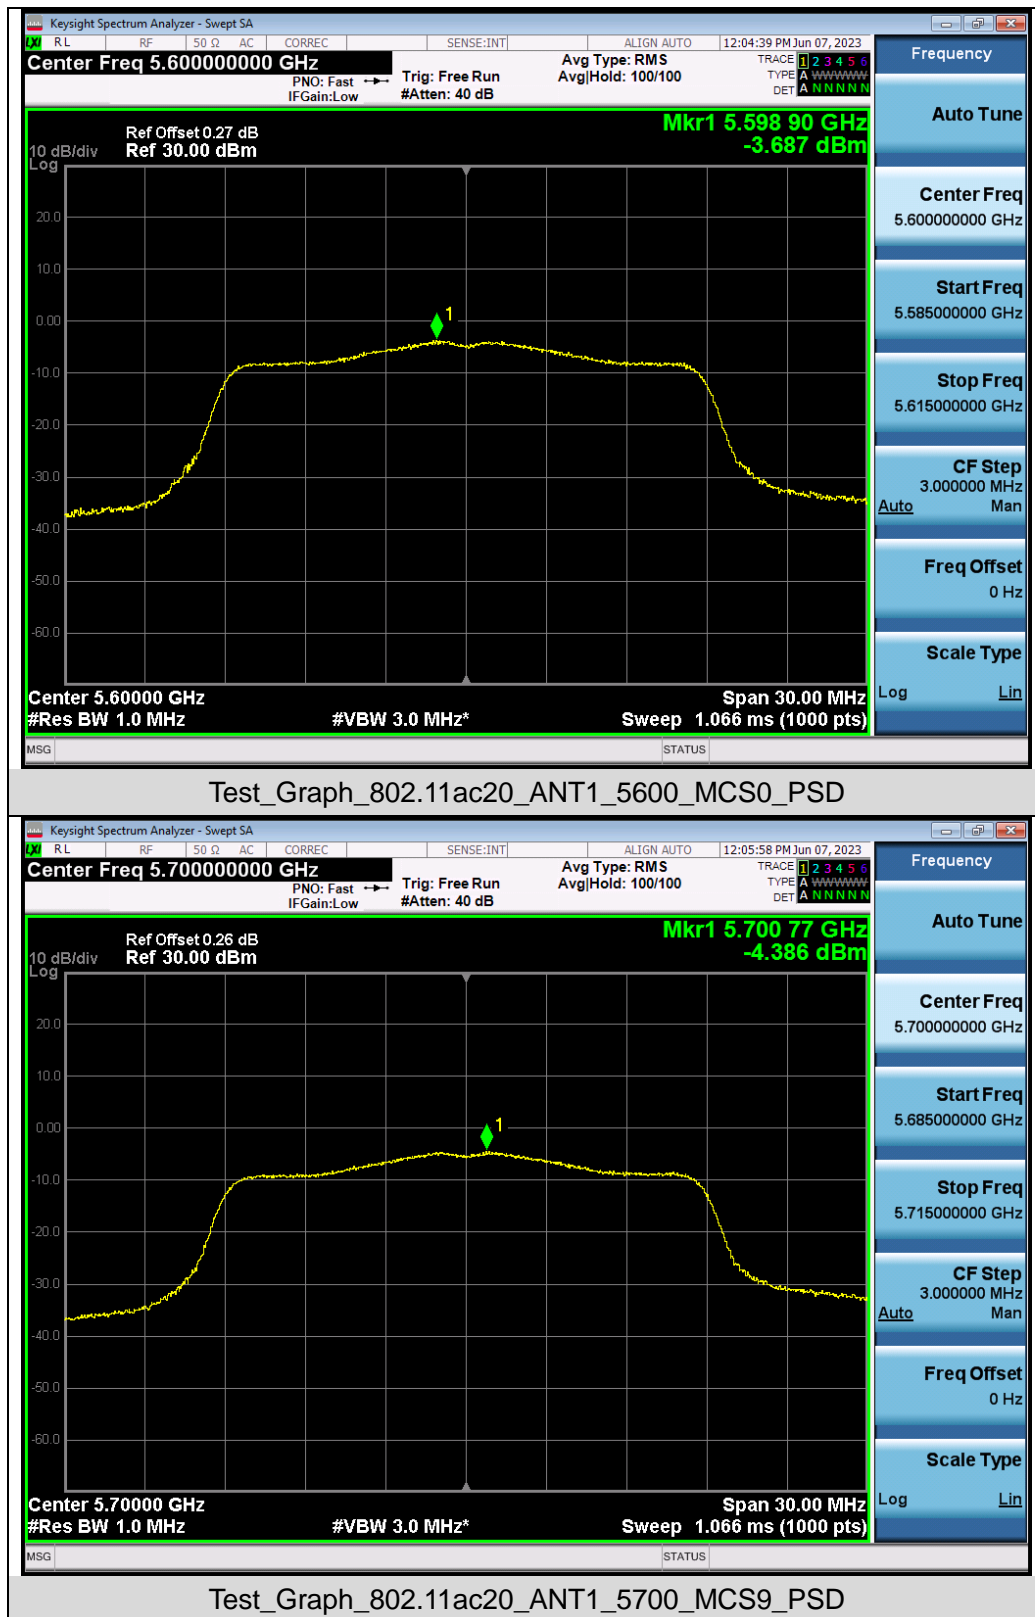 Keysight Spectrum Analyzer - Swept SA
LXI RL RF 50 Ω AC CORREC SENSE:INT ALIGN AUTO 12:04:39 PM Jun 07, 2023
Center Freq 5.600000000 GHz
PNO: Fast
IFGain:Low
Trig: Free Run
#Atten: 40 dB
Avg Type: RMS
Avg|Hold: 100/100
TRACE 1 2 3 4 5 6
TYPE A WWWWW
DET A N N N N N
Ref Offset 0.27 dB
10 dB/div Ref 30.00 dBm
Log
Mkr1 5.598 90 GHz
-3.687 dBm
20.0
10.0
0.00
1
-10.0
-20.0
-30.0
-40.0
-50.0
-60.0
Center 5.60000 GHz Span 30.00 MHz
#Res BW 1.0 MHz #VBW 3.0 MHz* Sweep 1.066 ms (1000 pts)
MSG STATUS
Frequency
Auto Tune
Center Freq
5.600000000 GHz
Start Freq
5.585000000 GHz
Stop Freq
5.615000000 GHz
CF Step
3.000000 MHz
Auto Man
Freq Offset
0 Hz
Scale Type
Log Lin
Test_Graph_802.11ac20_ANT1_5600_MCS0_PSD
Keysight Spectrum Analyzer - Swept SA
LXI RL RF 50 Ω AC CORREC SENSE:INT ALIGN AUTO 12:05:58 PM Jun 07, 2023
Center Freq 5.700000000 GHz
PNO: Fast
IFGain:Low
Trig: Free Run
#Atten: 40 dB
Avg Type: RMS
Avg|Hold: 100/100
TRACE 1 2 3 4 5 6
TYPE A WWWWW
DET A N N N N N
Ref Offset 0.26 dB
10 dB/div Ref 30.00 dBm
Log
Mkr1 5.700 77 GHz
-4.386 dBm
20.0
10.0
0.00
1
-10.0
-20.0
-30.0
-40.0
-50.0
-60.0
Center 5.70000 GHz Span 30.00 MHz
#Res BW 1.0 MHz #VBW 3.0 MHz* Sweep 1.066 ms (1000 pts)
MSG STATUS
Frequency
Auto Tune
Center Freq
5.700000000 GHz
Start Freq
5.685000000 GHz
Stop Freq
5.715000000 GHz
CF Step
3.000000 MHz
Auto Man
Freq Offset
0 Hz
Scale Type
Log Lin
Test_Graph_802.11ac20_ANT1_5700_MCS9_PSD